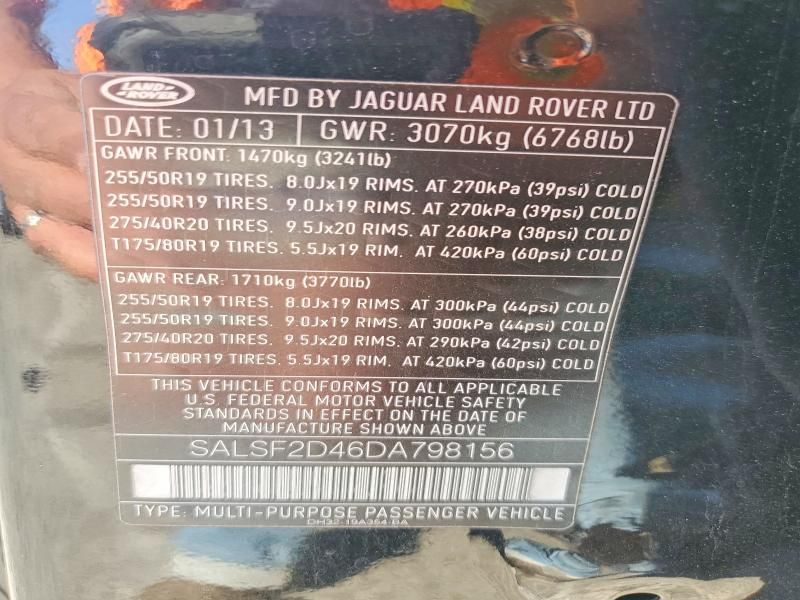 LAND ROVER
MFD BY JAGUAR LAND ROVER LTD
DATE: 01/13 GWR: 3070kg (6768lb)
GAWR FRONT: 1470kg (3241lb)
255/50R19 TIRES. 8.0Jx19 RIMS. AT 270kPa (39psi) COLD
255/50R19 TIRES. 9.0Jx19 RIMS. AT 270kPa (39psi) COLD
275/40R20 TIRES. 9.5Jx20 RIMS. AT 260kPa (38psi) COLD
T175/80R19 TIRES. 5.5Jx19 RIM. AT 420kPa (60psi) COLD
GAWR REAR: 1710kg (3770lb)
255/50R19 TIRES. 8.0Jx19 RIMS. AT 300kPa (44psi) COLD
255/50R19 TIRES. 9.0Jx19 RIMS. AT 300kPa (44psi) COLD
275/40R20 TIRES. 9.5Jx20 RIMS. AT 290kPa (42psi) COLD
T175/80R19 TIRES. 5.5Jx19 RIM. AT 420kPa (60psi) COLD
THIS VEHICLE CONFORMS TO ALL APPLICABLE
U.S. FEDERAL MOTOR VEHICLE SAFETY
STANDARDS IN EFFECT ON THE DATE OF
MANUFACTURE SHOWN ABOVE
SALSF2D46DA798156
TYPE: MULTI-PURPOSE PASSENGER VEHICLE
DH32-19A354-BA